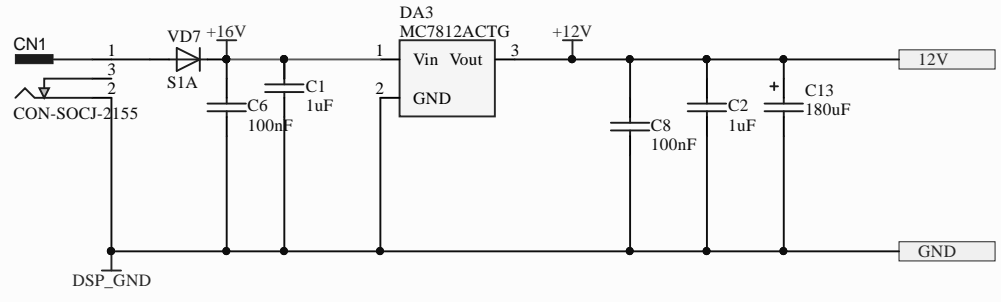 DA3
MC7812ACTG
VD7
+16V
+12V
CN1
1
3
2
S1A
CON-SOCJ-2155
1
Vin
Vout
3
2
GND
12V
C6
100nF
C1
1uF
C8
100nF
C2
1uF
+
C13
180uF
GND
DSP_GND